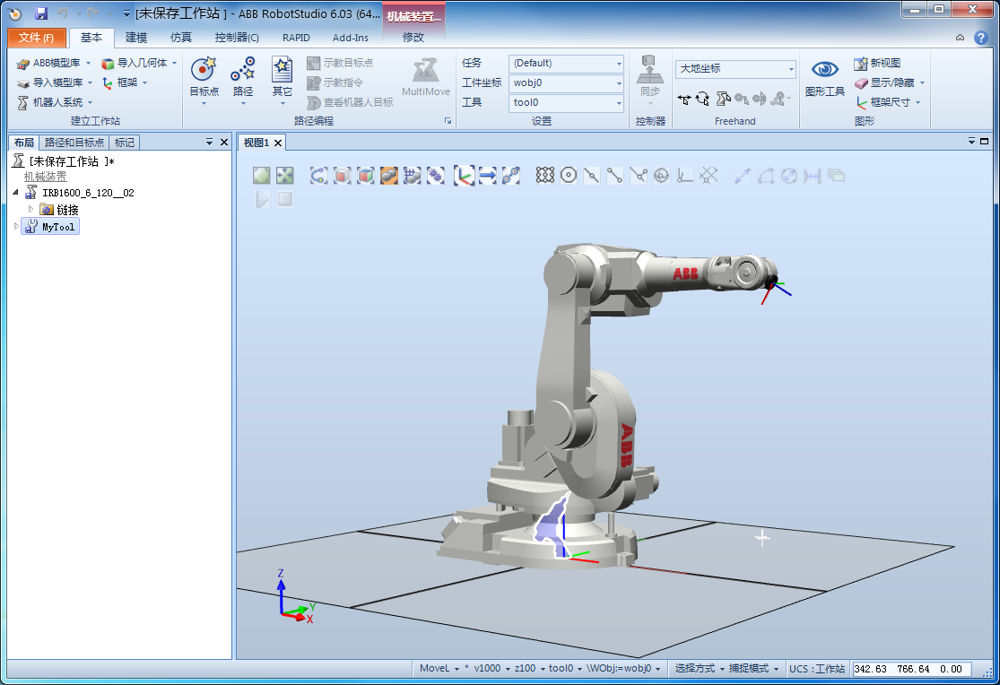 [未保存工作站 ] - ABB RobotStudio 6.03 (64...
机械装置...
文件(F) 基本 建模 仿真 控制器(C) RAPID Add-Ins 修改
ABB模型库 导入几何体
导入模型库 框架
机器人系统
建立工作站
目标点 路径 其它
示教目标点
示教指令
查看机器人目标
MultiMove
路径编程
任务 (Default)
工件坐标 wobj0
工具 tool0
设置
同步
控制器
大地坐标
Freehand
图形工具
新视图
显示/隐藏
框架尺寸
图形
布局 路径和目标点 标记
视图1
[未保存工作站 ]*
机械装置
IRB1600_6_120__02
链接
MyTool
ABB
ABB
Z
Y
X
MoveL * v1000 z100 tool0 \WObj:=wobj0 选择方式 捕捉模式 UCS : 工作站 342.63 766.64 0.00